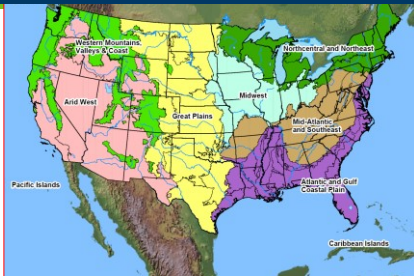 Western Mountains,
Valleys & Coast
Northcentral and Northeast
Arid West
Midwest
Great Plains
Mid-Atlantic
and Southeast
Pacific Islands
Atlantic and Gulf
Coastal Plain
Caribbean Islands